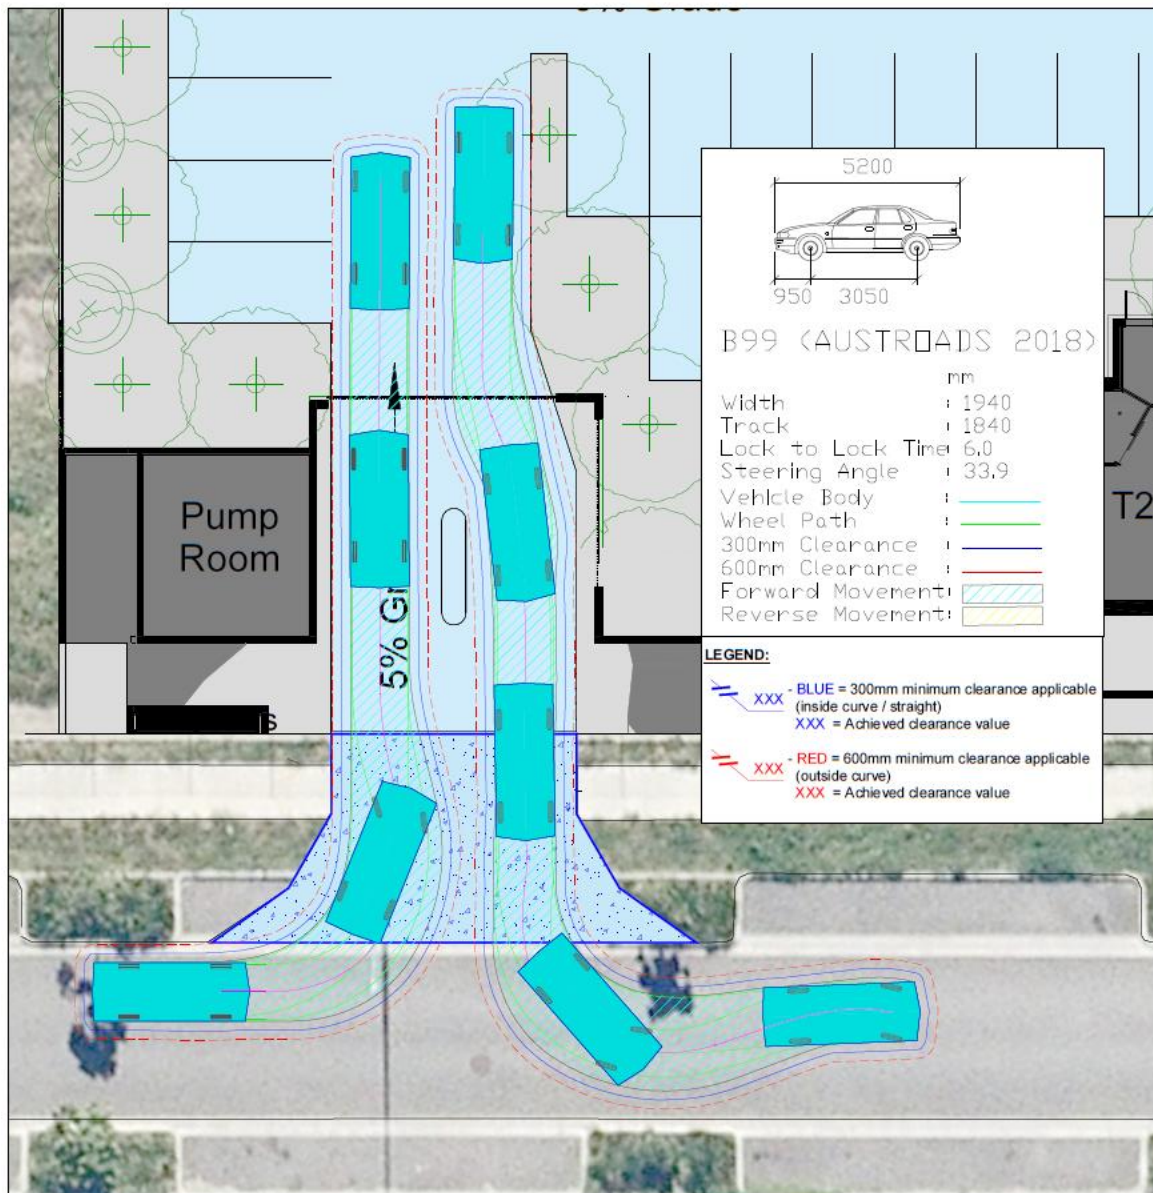 5200
950
3050
B99 (AUSTROADS 2018)
mm
Width : 1940
Track : 1840
Lock to Lock Time : 6.0
Steering Angle : 33.9
Vehicle Body :
Wheel Path :
300mm Clearance :
600mm Clearance :
Forward Movement :
Reverse Movement :
LEGEND:
XXX - BLUE = 300mm minimum clearance applicable
(inside curve / straight)
XXX = Achieved clearance value
XXX - RED = 600mm minimum clearance applicable
(outside curve)
XXX = Achieved clearance value
Pump
Room
5% Gr
T2